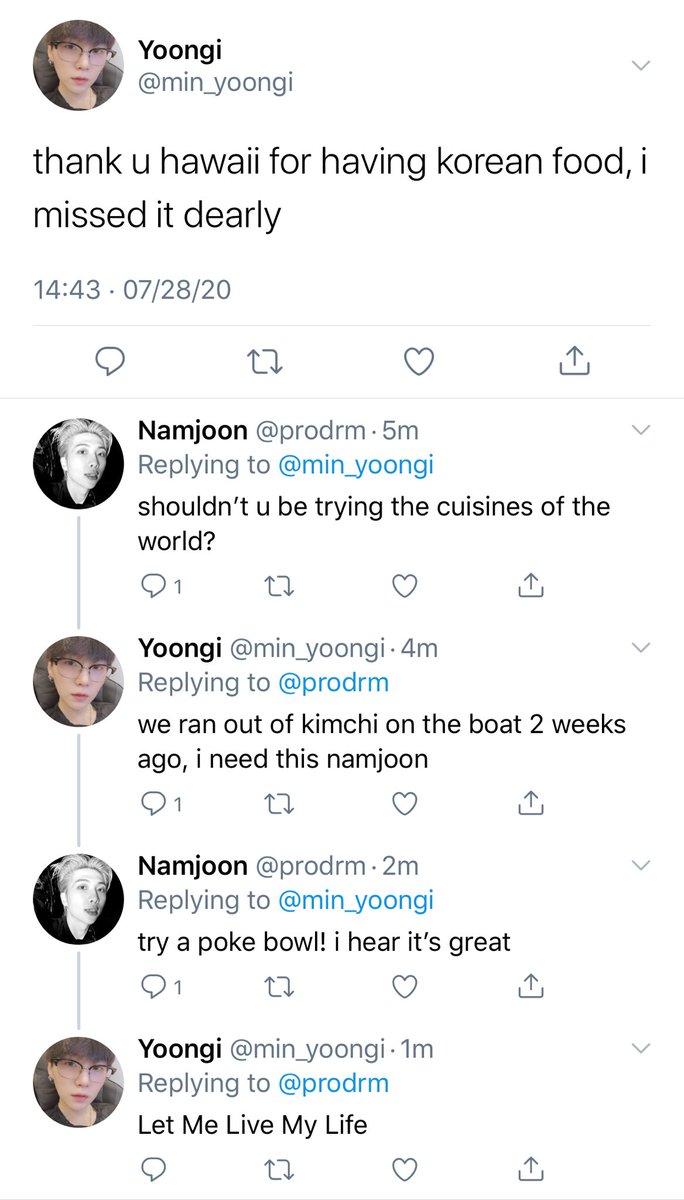 Yoongi
@min_yoongi
thank u hawaii for having korean food, i
missed it dearly
14:43 · 07/28/20
Namjoon @prodrm · 5m
Replying to @min_yoongi
shouldn’t u be trying the cuisines of the
world?
1
Yoongi @min_yoongi · 4m
Replying to @prodrm
we ran out of kimchi on the boat 2 weeks
ago, i need this namjoon
1
Namjoon @prodrm · 2m
Replying to @min_yoongi
try a poke bowl! i hear it’s great
1
Yoongi @min_yoongi · 1m
Replying to @prodrm
Let Me Live My Life